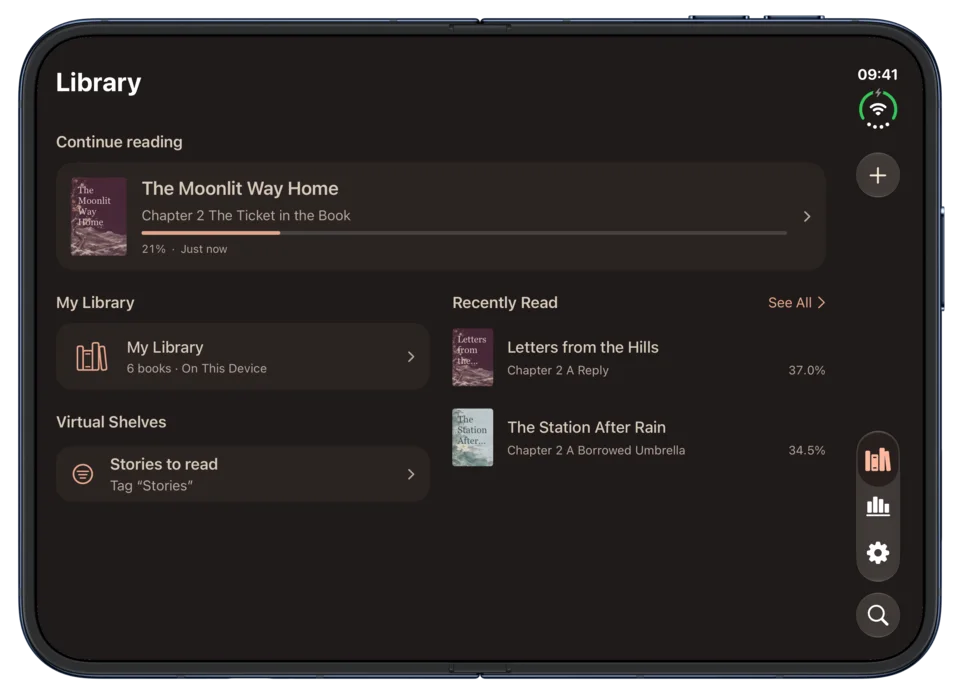 Library
09:41
Continue reading
The
Moonlit
Way
Home
The Moonlit Way Home
Chapter 2 The Ticket in the Book
21% · Just now
My Library
My Library
6 books · On This Device
Virtual Shelves
Stories to read
Tag “Stories”
Recently Read
See All
Letters
from
the...
Letters from the Hills
Chapter 2 A Reply
37.0%
The
Station
After...
The Station After Rain
Chapter 2 A Borrowed Umbrella
34.5%